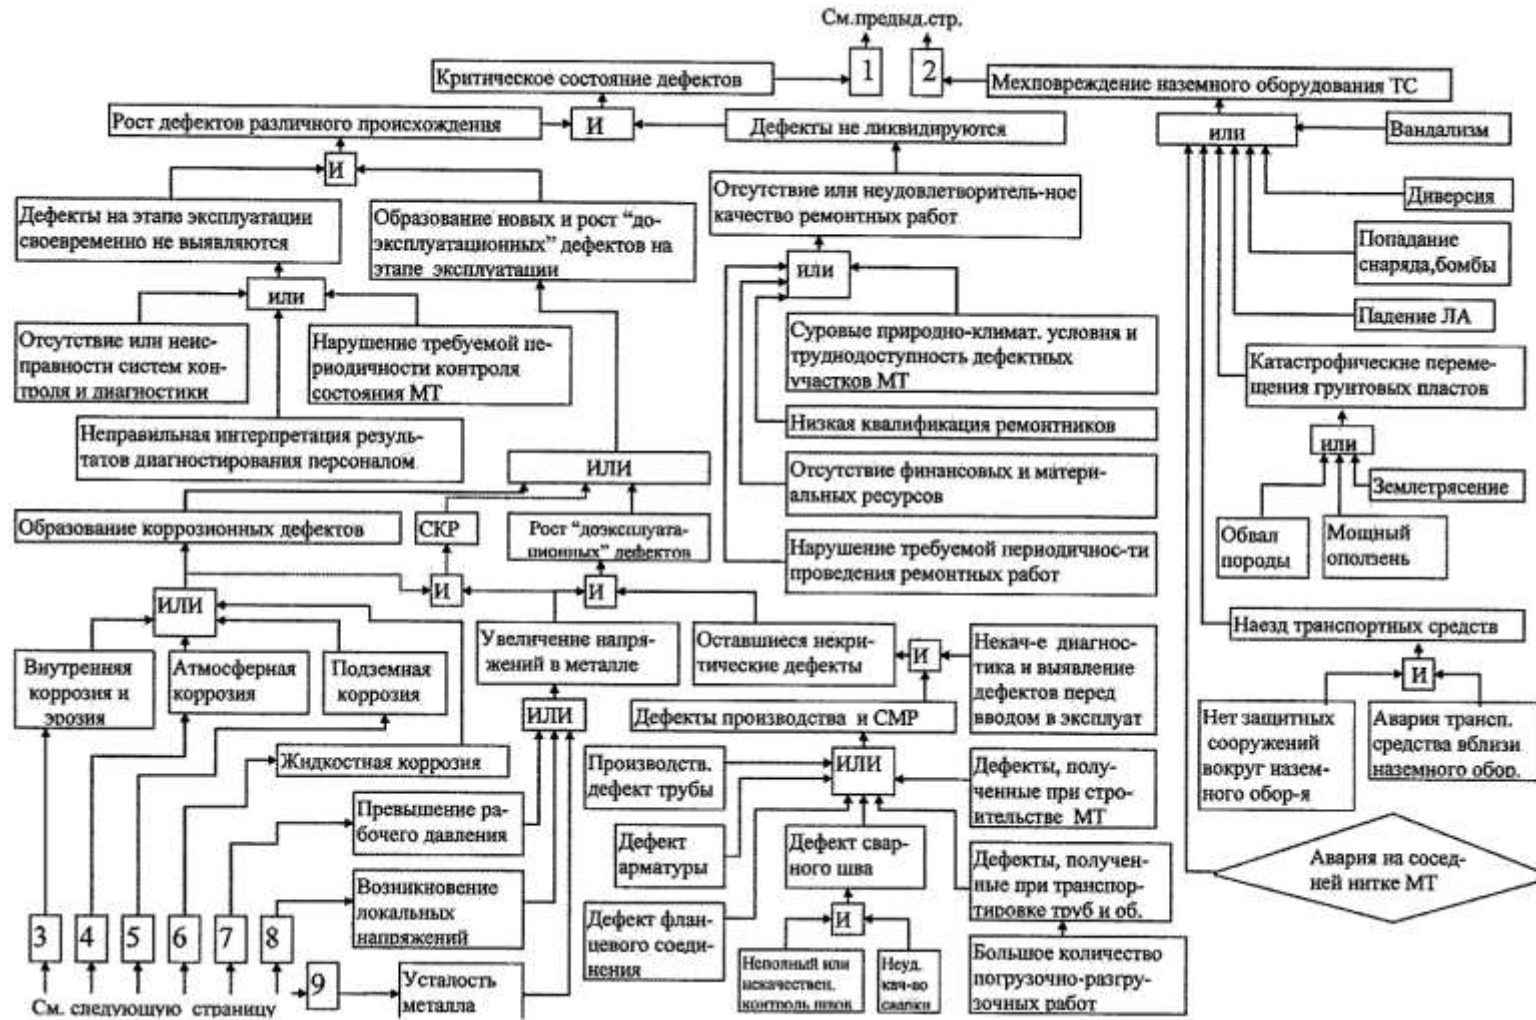 См.предыд.стр.
1
2
Критическое состояние дефектов
Мехповреждение наземного оборудования ТС
Рост дефектов различного происхождения
И
Дефекты не ликвидируются
или
Вандализм
И
Отсутствие или неудовлетворитель-ное
качество ремонтных работ
Диверсия
Дефекты на этапе эксплуатации
своевременно не выявляются
Образование новых и рост “до-
эксплуатационных” дефектов на
этапе эксплуатации
Попадание
снаряда,бомбы
или
или
Падение ЛА
Отсутствие или неис-
правности систем кон-
троля и диагностики
Нарушение требуемой пе-
риодичности контроля
состояния МТ
Суровые природно-климат. условия и
труднодоступность дефектных
участков МТ
Катастрофические переме-
щения грунтовых пластов
Неправильная интерпретация резуль-
татов диагностирования персоналом
Низкая квалификация ремонтников
или
ИЛИ
Отсутствие финансовых и матери-
альных ресурсов
Землетрясение
Образование коррозионных дефектов
СКР
Рост “доэксплуата-
ционных” дефектов
Обвал
породы
Мощный
оползень
Нарушение требуемой периодичнос-ти
проведения ремонтных работ
И
И
ИЛИ
Внутренняя
коррозия и
эрозия
Атмосферная
коррозия
Подземная
коррозия
Увеличение напря-
жений в металле
Оставшиеся некри-
тические дефекты
И
Некач-е диагнос-
тика и выявление
дефектов перед
вводом в эксплуат
Наезд транспортных средств
И
ИЛИ
Дефекты производства и СМР
Нет защитных
сооружений
вокруг назем-
ного обор-я
Авария трансп.
средства вблизи
наземного обор.
Жидкостная коррозия
Производств.
дефект трубы
ИЛИ
Дефекты, полу-
ченные при стро-
ительстве МТ
Превышение ра-
бочего давления
Дефект
арматуры
Дефект свар-
ного шва
Дефекты, получен-
ные при транспор-
тировке труб и об.
Авария на сосед-
ней нитке МТ
Возникновение
локальных
напряжений
Дефект флан-
цевого соеди-
нения
И
3
4
5
6
7
8
9
Усталость
металла
Неполный или
некачествен.
контроль швов
Неуд.
кач-во
сварки
Большое количество
погрузочно-разгру-
зочных работ
См. следующую страницу